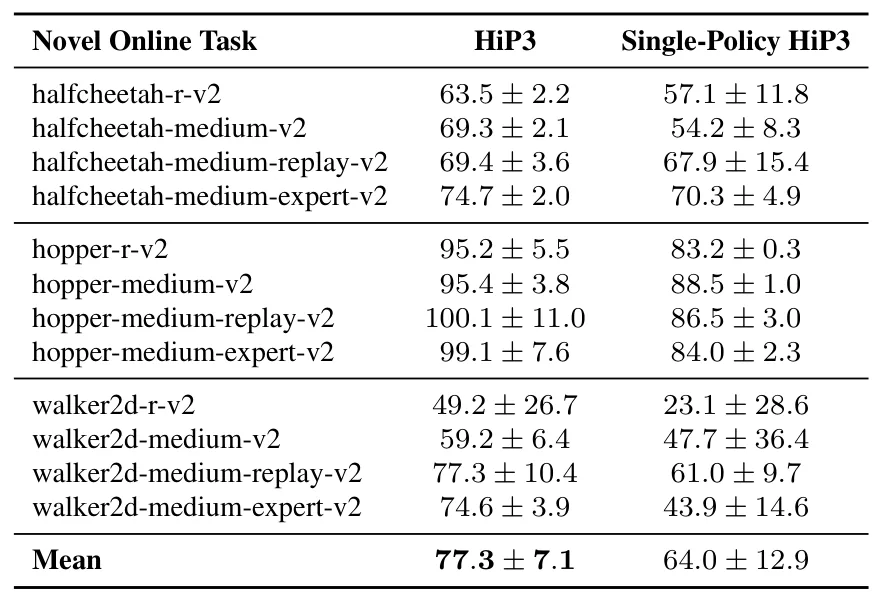 Novel Online Task HiP3 Single-Policy HiP3
halfcheetah-r-v2 63.5 ± 2.2 57.1 ± 11.8
halfcheetah-medium-v2 69.3 ± 2.1 54.2 ± 8.3
halfcheetah-medium-replay-v2 69.4 ± 3.6 67.9 ± 15.4
halfcheetah-medium-expert-v2 74.7 ± 2.0 70.3 ± 4.9
hopper-r-v2 95.2 ± 5.5 83.2 ± 0.3
hopper-medium-v2 95.4 ± 3.8 88.5 ± 1.0
hopper-medium-replay-v2 100.1 ± 11.0 86.5 ± 3.0
hopper-medium-expert-v2 99.1 ± 7.6 84.0 ± 2.3
walker2d-r-v2 49.2 ± 26.7 23.1 ± 28.6
walker2d-medium-v2 59.2 ± 6.4 47.7 ± 36.4
walker2d-medium-replay-v2 77.3 ± 10.4 61.0 ± 9.7
walker2d-medium-expert-v2 74.6 ± 3.9 43.9 ± 14.6
Mean 77.3 ± 7.1 64.0 ± 12.9